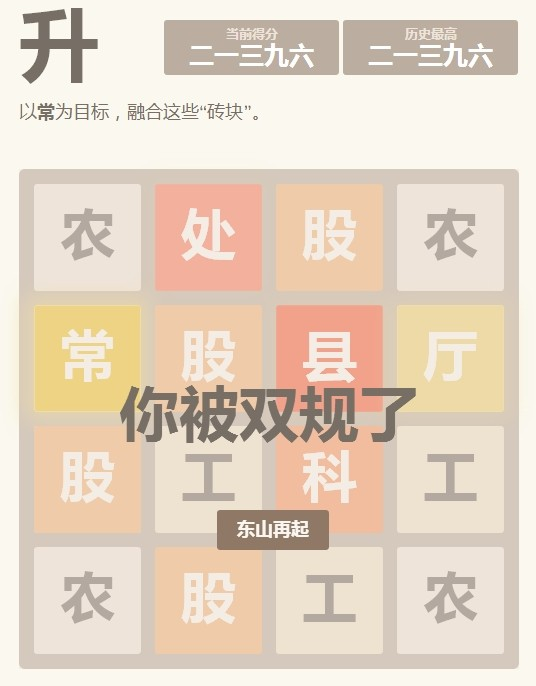 升
当前得分
二一三九六
历史最高
二一三九六
以常为目标，融合这些“砖块”。
农 处 股 农
常 股 县 厅
你被双规了
股 工 科 工
东山再起
农 股 工 农